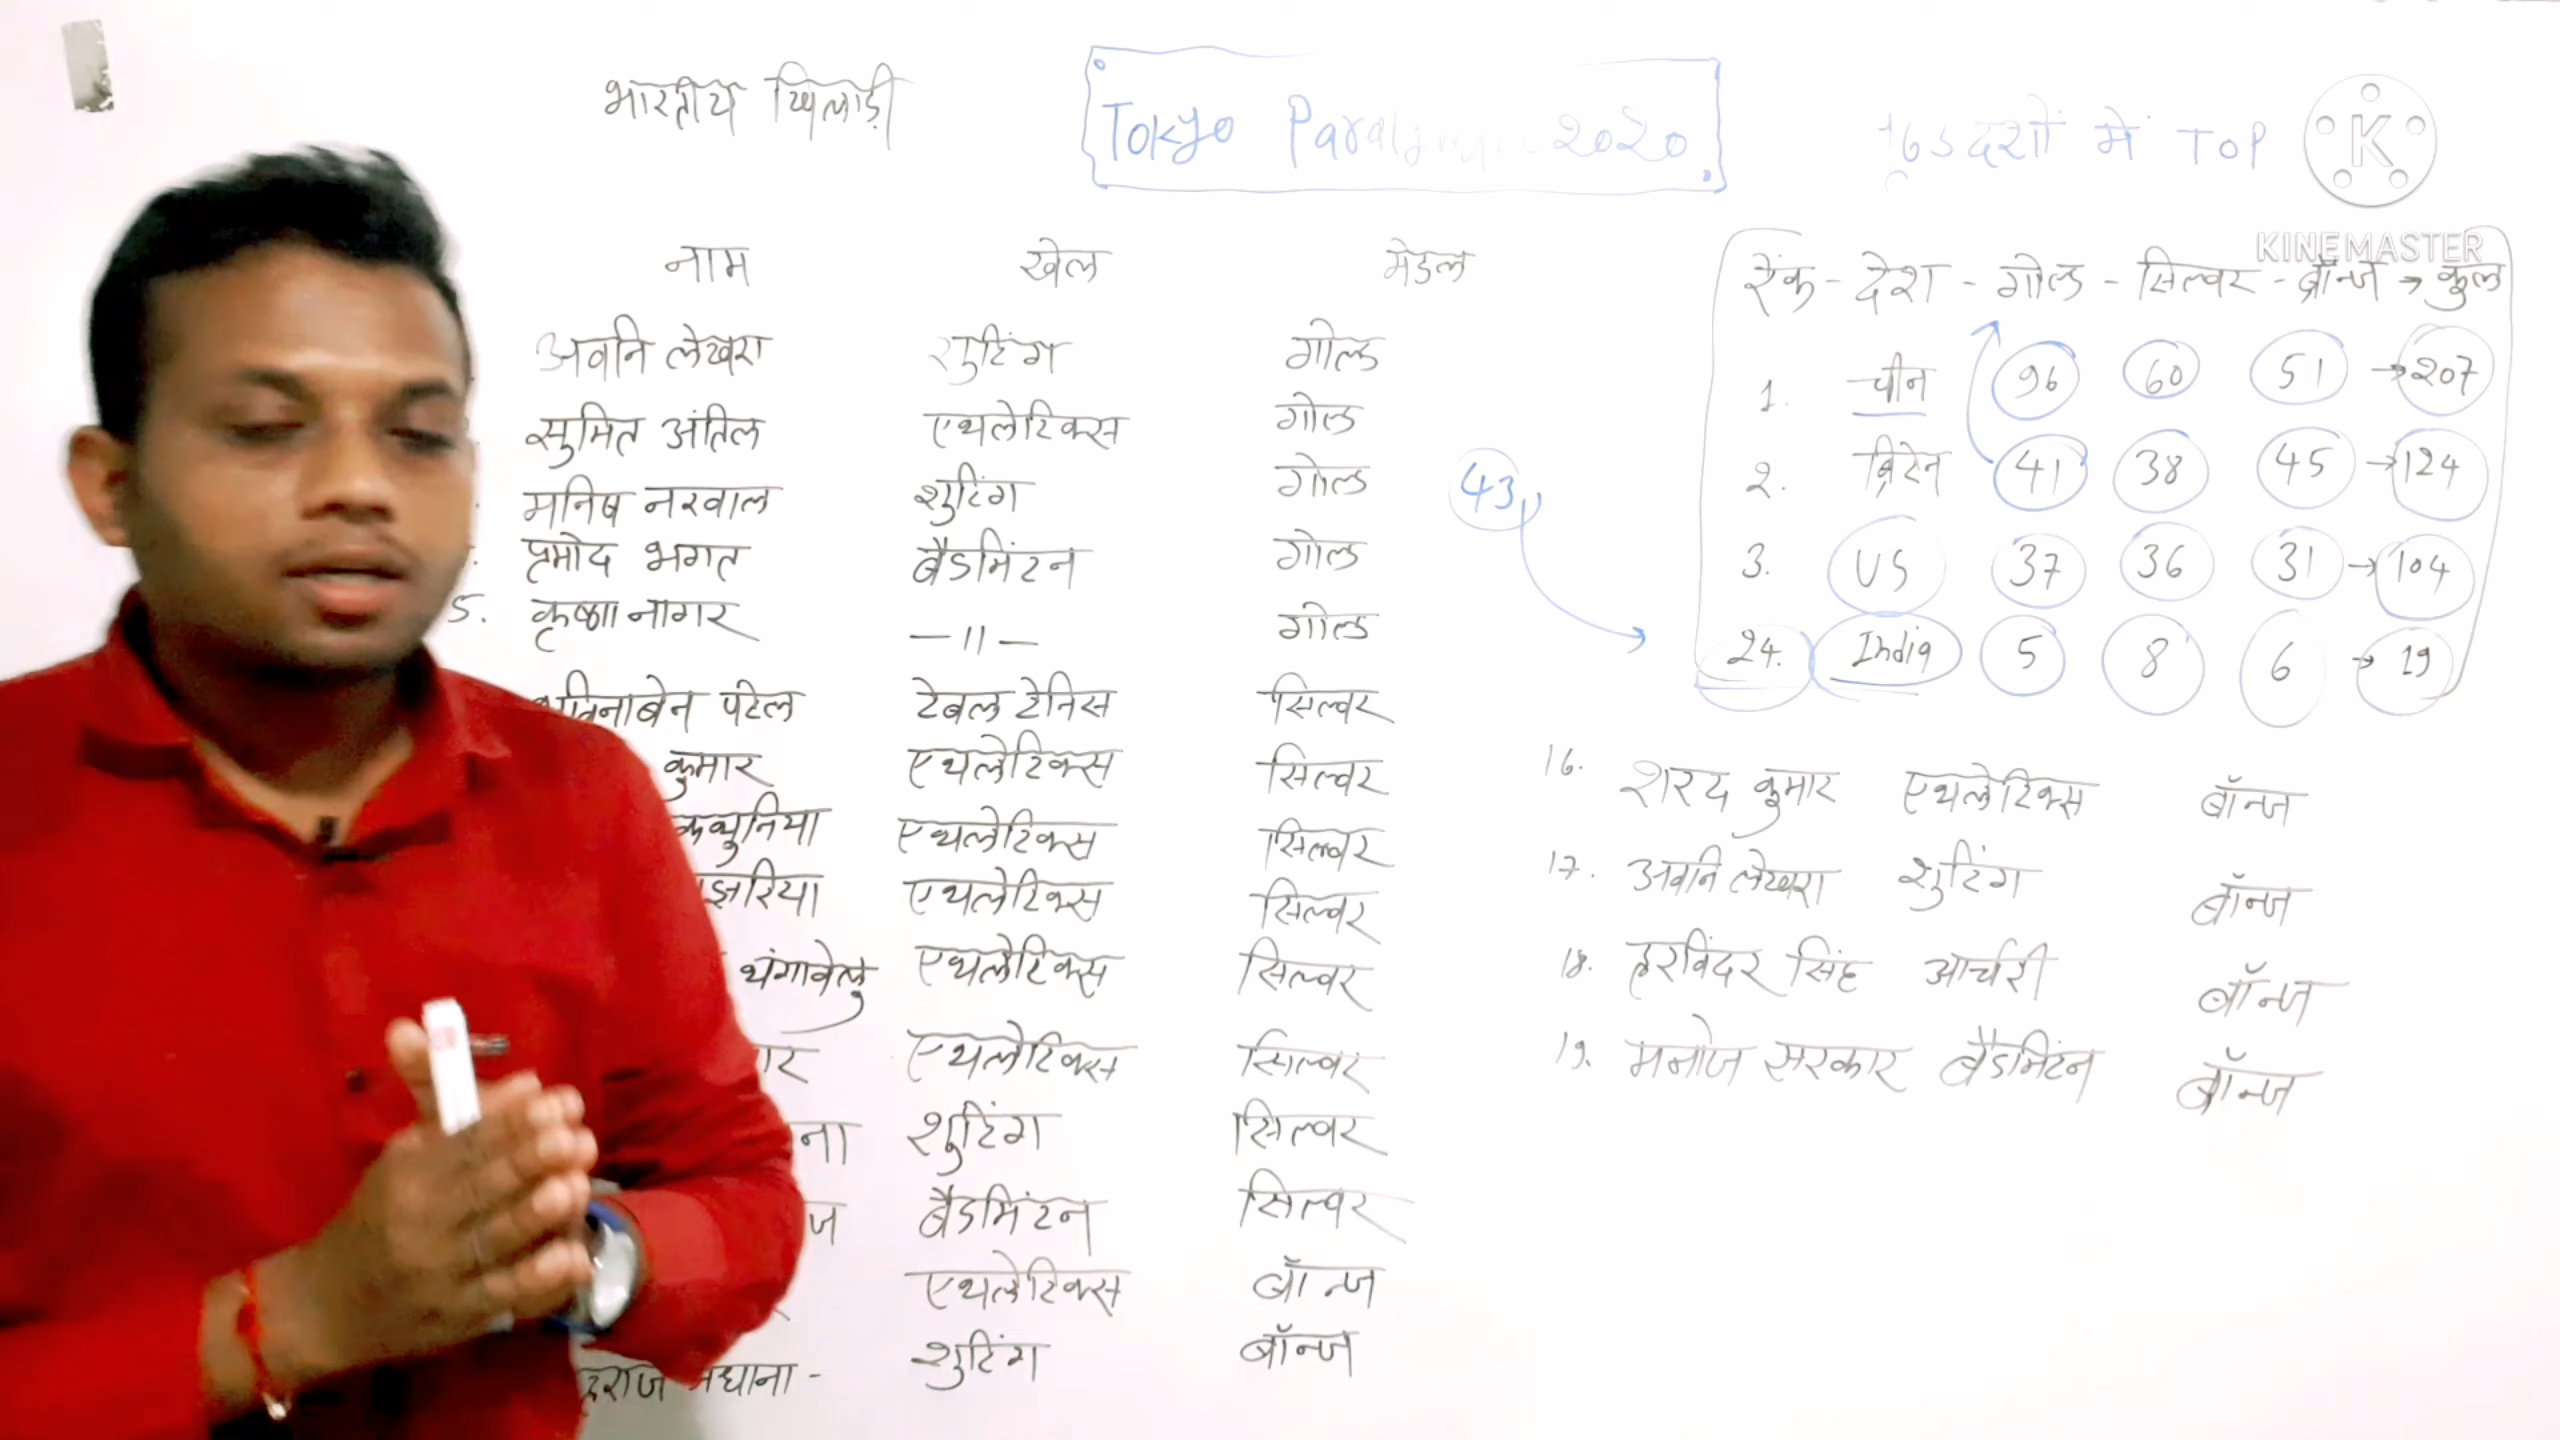 भारतीय खिलाड़ी
Tokyo Paralympic 2020
देशों में TOP
KINEMASTER
नाम खेल मेडल
अवनि लेखरा शुटिंग गोल्ड
सुमित अंतिल एथलेटिक्स गोल्ड
मनिष नरवाल शुटिंग गोल्ड
प्रमोद भगत बैडमिंटन गोल्ड
5. कृष्णा नागर —11— गोल्ड
भाविनाबेन पटेल टेबल टेनिस सिल्वर
कुमार एथलेटिक्स सिल्वर
कथुनिया एथलेटिक्स सिल्वर
झरिया एथलेटिक्स सिल्वर
थंगावेलु एथलेटिक्स सिल्वर
एथलेटिक्स सिल्वर
शुटिंग सिल्वर
बैडमिंटन सिल्वर
एथलेटिक्स बॉन्ज
शुटिंग बॉन्ज
43
रैंक - देश - गोल्ड - सिल्वर - ब्रॉन्ज → कुल
1. चीन 96 60 51 → 207
2. ब्रिटेन 41 38 45 → 124
3. US 37 36 31 → 104
24. India 5 8 6 → 19
16. शरद कुमार एथलेटिक्स बॉन्ज
17. अवनि लेखरा शुटिंग बॉन्ज
18. हरविंदर सिंह आर्चरी बॉन्ज
19. मनोज सरकार बैडमिंटन बॉन्ज